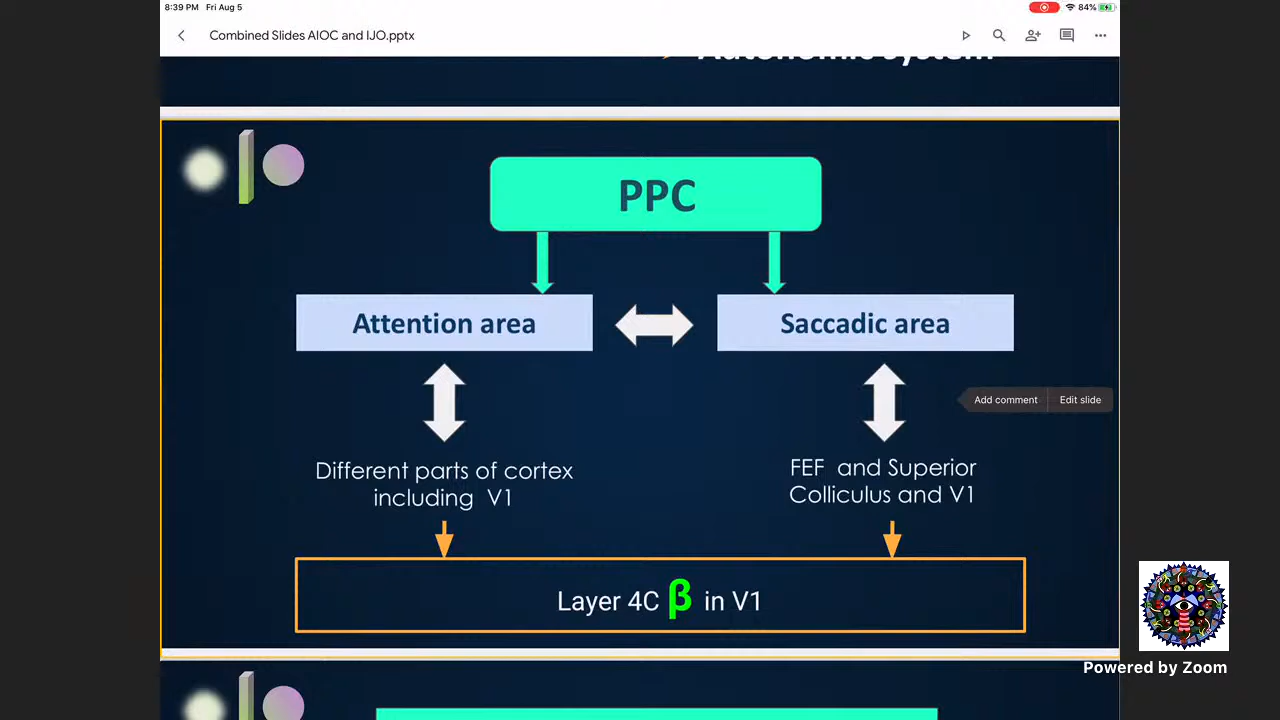 8:39 PM Fri Aug 5
84%
Combined Slides AIOC and IJO.pptx
Autonomic System
PPC
Attention area
Saccadic area
Add comment
Edit slide
Different parts of cortex
including V1
FEF and Superior
Colliculus and V1
Layer 4C β in V1
Powered by Zoom